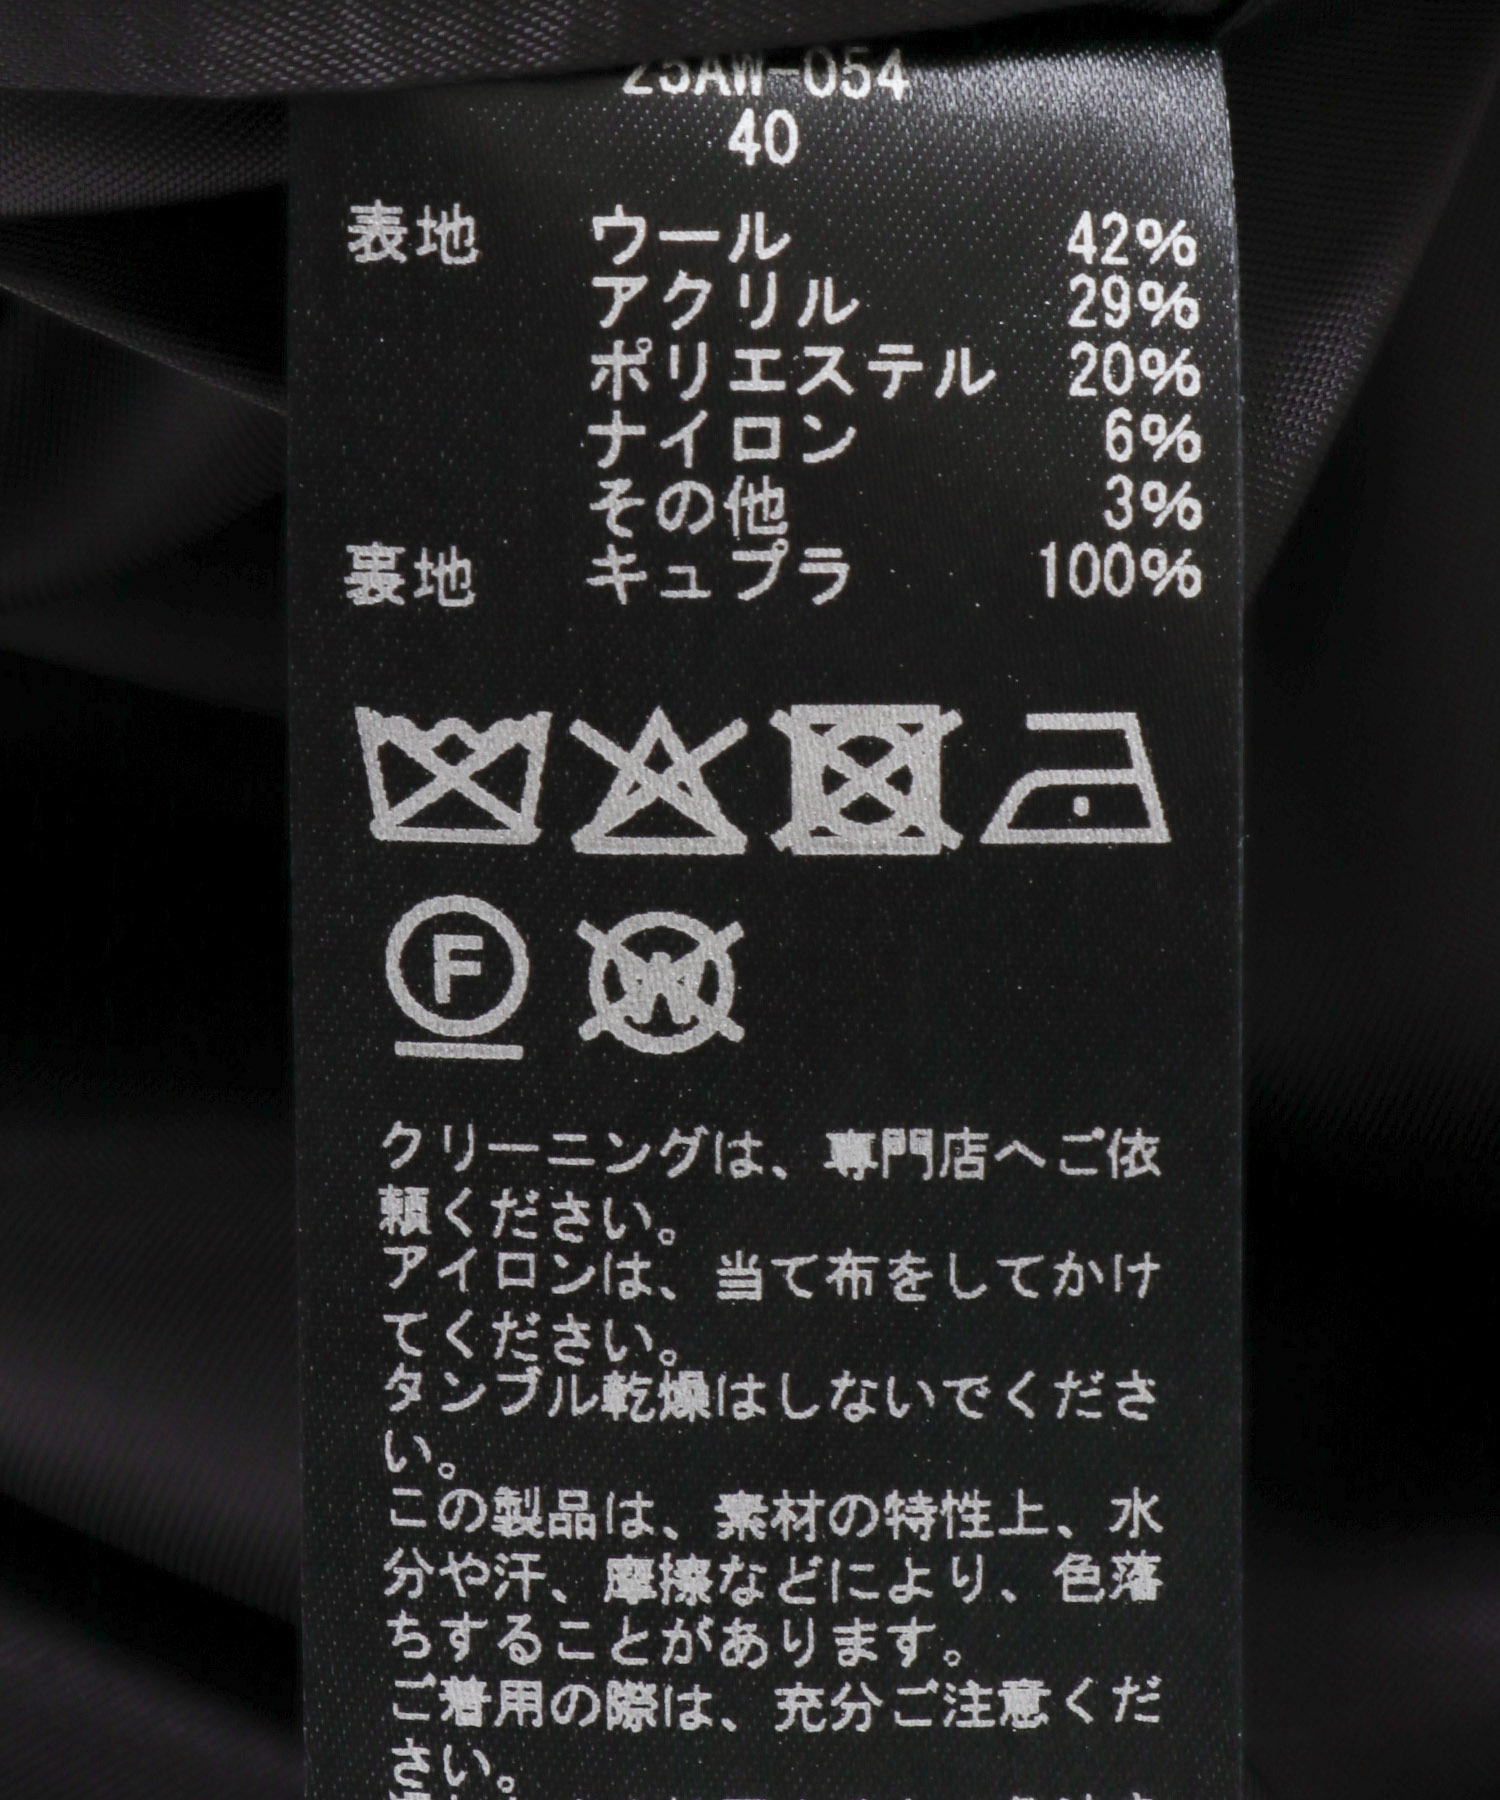 25AW-054
40
表地 ウール 42%
アクリル 29%
ポリエステル 20%
ナイロン 6%
その他 3%
裏地 キュプラ 100%
F
W
クリーニングは、専門店へご依
頼ください。
アイロンは、当て布をしてかけ
てください。
タンブル乾燥はしないでくださ
い。
この製品は、素材の特性上、水
分や汗、摩擦などにより、色落
ちすることがあります。
ご着用の際は、充分ご注意くだ
さい。